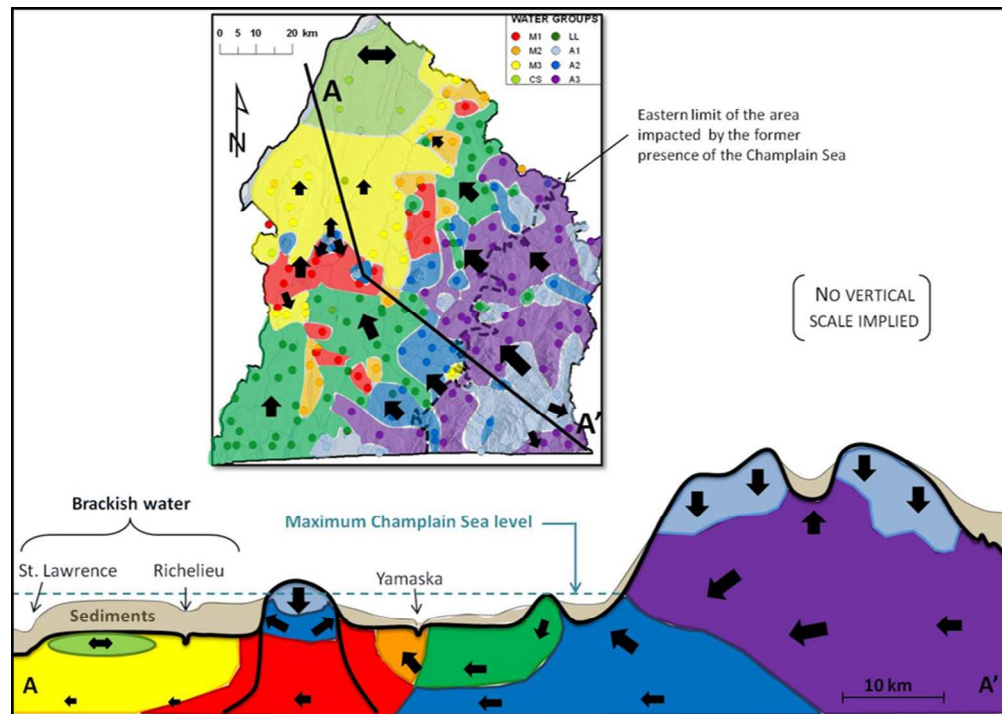 WATER GROUPS
0 10 20 km
M1 LL
M2 A1
M3 A2
CS A3
N
A
A'
Eastern limit of the area
impacted by the former
presence of the Champlain Sea
NO VERTICAL
SCALE IMPLIED
Brackish water
Maximum Champlain Sea level
St. Lawrence
Richelieu
Yamaska
Sediments
A
A'
10 km